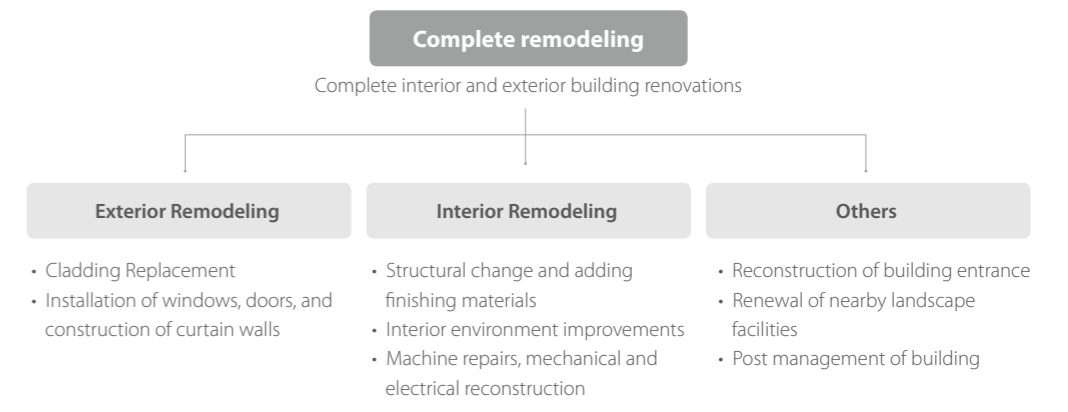 Complete remodeling
Complete interior and exterior building renovations
Exterior Remodeling
• Cladding Replacement
• Installation of windows, doors, and
construction of curtain walls
Interior Remodeling
• Structural change and adding
finishing materials
• Interior environment improvements
• Machine repairs, mechanical and
electrical reconstruction
Others
• Reconstruction of building entrance
• Renewal of nearby landscape
facilities
• Post management of building